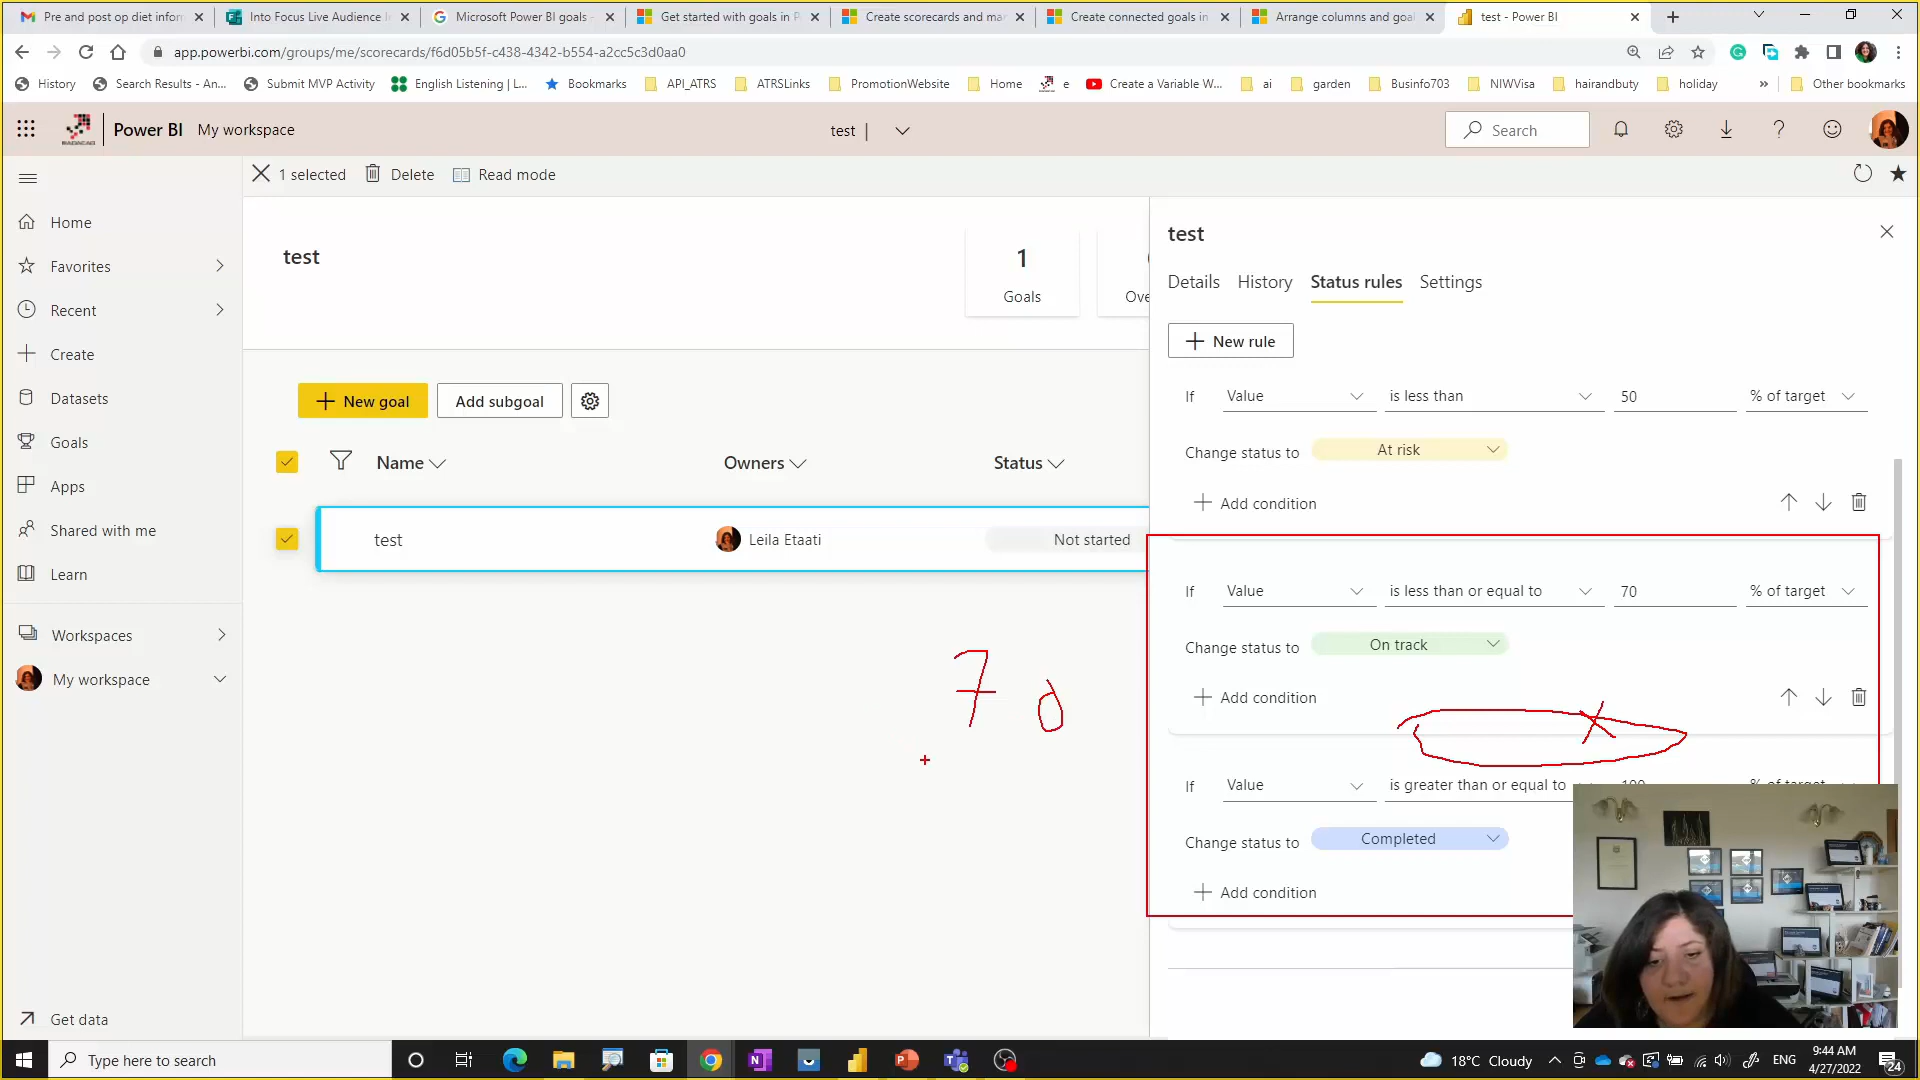 Pre and post op diet inform
Into Focus Live Audience I
Microsoft Power BI goals -
Get started with goals in P
Create scorecards and ma
Create connected goals in
Arrange columns and goal
test - Power BI
app.powerbi.com/groups/me/scorecards/f6d05b5f-c438-4342-b554-a2cc5c3d0aa0
History
Search Results - An...
Submit MVP Activity
English Listening | L...
Bookmarks
API_ATRS
ATRSLinks
PromotionWebsite
Home
e
Create a Variable W...
ai
garden
Businfo703
NIWVisa
hairandbuty
holiday
»
Other bookmarks
Power BI My workspace
test |
Search
1 selected
Delete
Read mode
Home
Favorites
Recent
Create
Datasets
Goals
Apps
Shared with me
Learn
Workspaces
My workspace
Get data
test
1
Goals
Ove
New goal
Add subgoal
Name
Owners
Status
test
Leila Etaati
Not started
70
test
Details
History
Status rules
Settings
New rule
If Value is less than 50 % of target
Change status to At risk
Add condition
If Value is less than or equal to 70 % of target
Change status to On track
Add condition
If Value is greater than or equal to 100 % of target
Change status to Completed
Add condition
Type here to search
18°C Cloudy
ENG
9:44 AM
4/27/2022
24